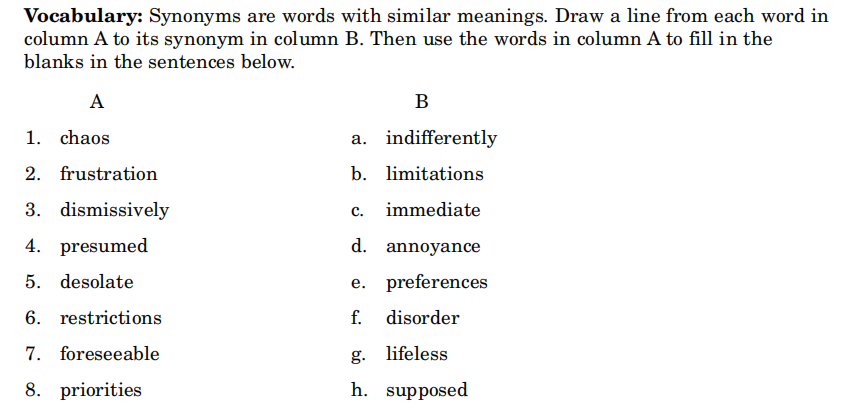 Vocabulary: Synonyms are words with similar meanings. Draw a line from each word in
column A to its synonym in column B. Then use the words in column A to fill in the
blanks in the sentences below.
A B
1. chaos a. indifferently
2. frustration b. limitations
3. dismissively c. immediate
4. presumed d. annoyance
5. desolate e. preferences
6. restrictions f. disorder
7. foreseeable g. lifeless
8. priorities h. supposed